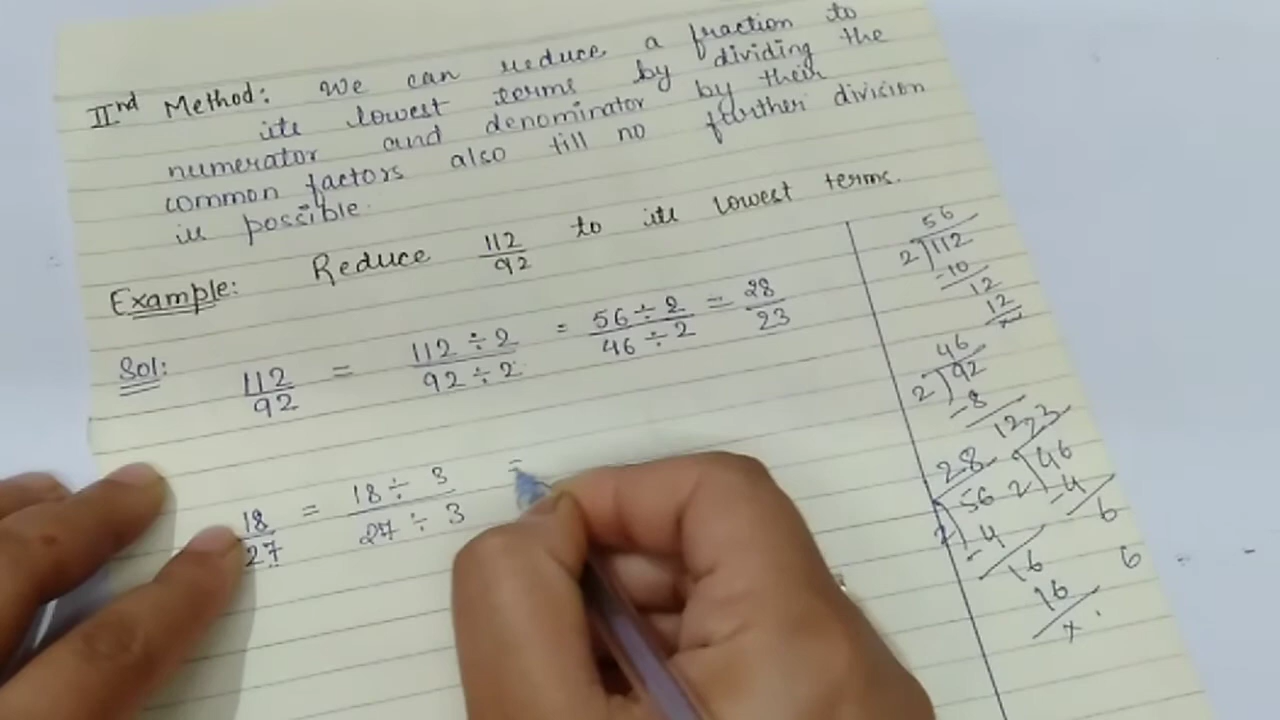 IInd Method: We can reduce a fraction to
its lowest terms by dividing the
numerator and denominator by their
common factors also till no further division
is possible.
Example: Reduce 112/92 to its lowest terms.
Sol: 112/92 = 112 ÷ 2 / 92 ÷ 2 = 56 ÷ 2 / 46 ÷ 2 = 28/23
18/27 = 18 ÷ 3 / 27 ÷ 3 =
56
2)112
-10
12
12
×
46
2)92
-8
12
28
2)56
-4
16
16
×
23
2)46
-4
6
6